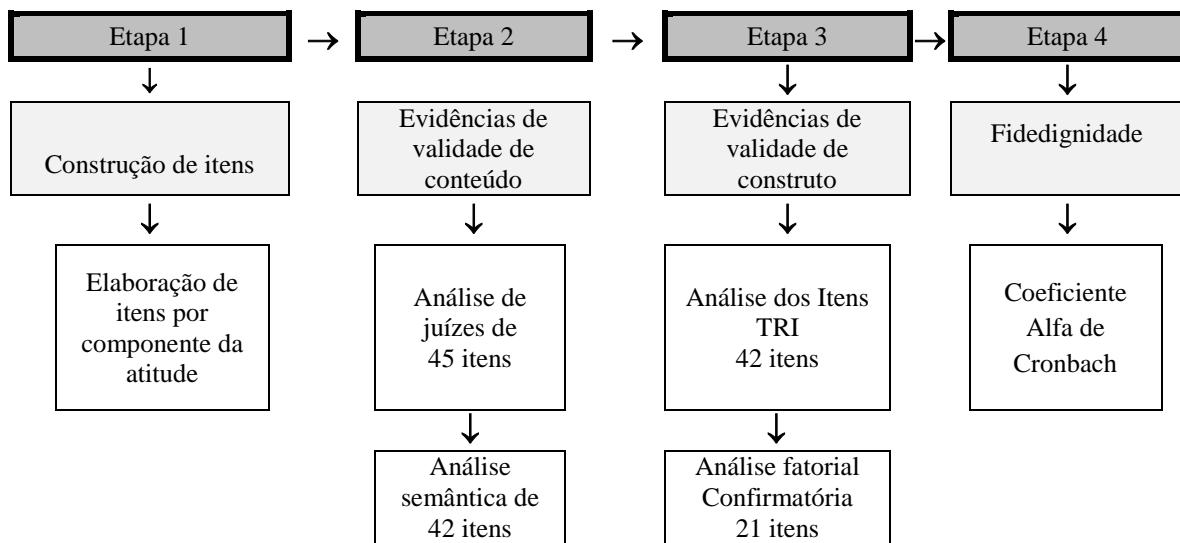 Etapa 1
Etapa 2
Etapa 3
Etapa 4
Construção de itens
Evidências de
validade de
conteúdo
Evidências de
validade de
construto
Fidedignidade
Elaboração de
itens por
componente da
atitude
Análise de
juízes de
45 itens
Análise dos Itens
TRI
42 itens
Coeficiente
Alfa de
Cronbach
Análise
semântica de
42 itens
Análise fatorial
Confirmatória
21 itens